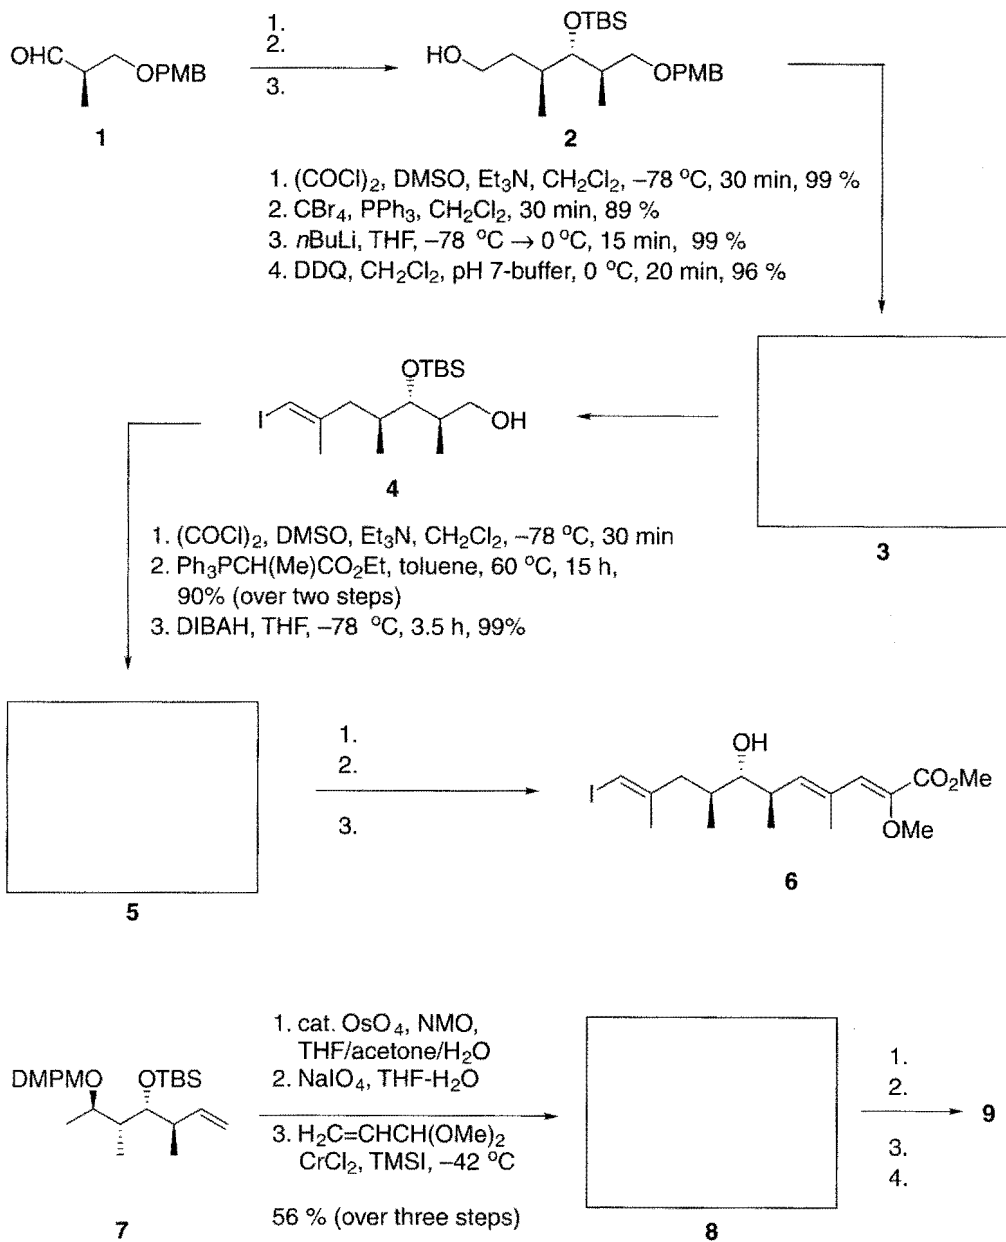 OHC OPMB
1
1.
2.
3.
OTBS
HO OPMB
2
1. (COCl)₂, DMSO, Et₃N, CH₂Cl₂, –78 °C, 30 min, 99 %
2. CBr₄, PPh₃, CH₂Cl₂, 30 min, 89 %
3. nBuLi, THF, –78 °C → 0 °C, 15 min, 99 %
4. DDQ, CH₂Cl₂, pH 7-buffer, 0 °C, 20 min, 96 %
3
OTBS
I OH
4
1. (COCl)₂, DMSO, Et₃N, CH₂Cl₂, –78 °C, 30 min
2. Ph₃PCH(Me)CO₂Et, toluene, 60 °C, 15 h,
90% (over two steps)
3. DIBAH, THF, –78 °C, 3.5 h, 99%
5
1.
2.
3.
OH
I CO₂Me
OMe
6
DMPMO OTBS
7
1. cat. OsO₄, NMO,
THF/acetone/H₂O
2. NaIO₄, THF-H₂O
3. H₂C=CHCH(OMe)₂
CrCl₂, TMSI, –42 °C
56 % (over three steps)
8
1.
2.
3.
4.
9